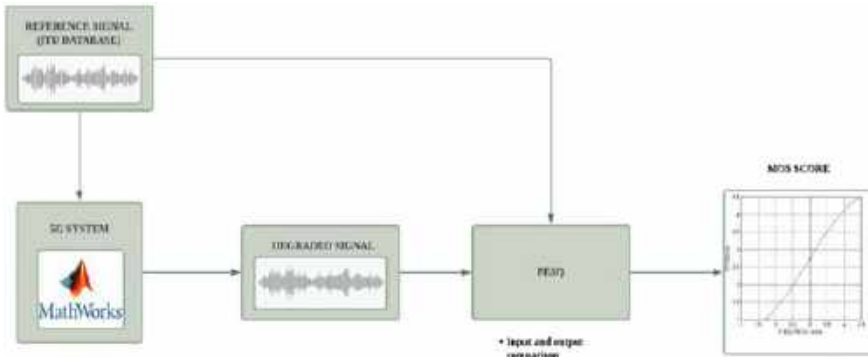 REFERENCE SIGNAL
(ITU DATABASE)
5G SYSTEM
MathWorks
DEGRADED SIGNAL
PESQ
• Input and output
comparison
MOS SCORE